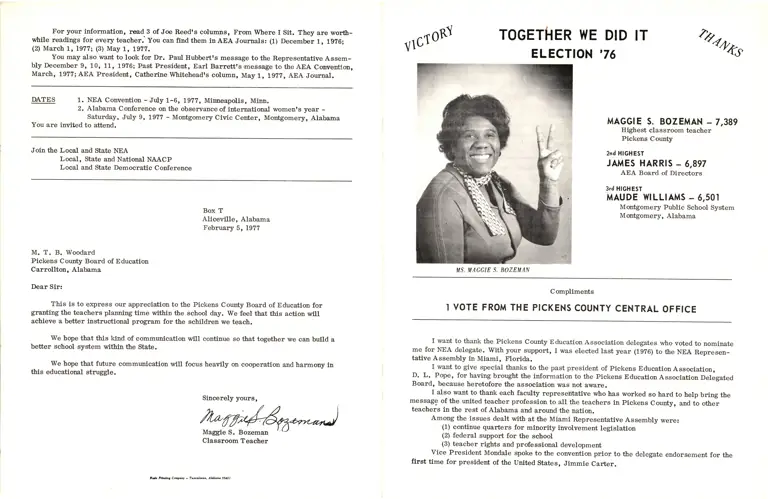 For your information, read 3 of Joe Reed's columns, From Where I Sit. They are worth-
while readings for every teacher. You can find them in AEA Journals: (1) December 1, 1976;
(2) March 1, 1977; (3) May 1, 1977.
You may also want to look for Dr. Paul Hubbert's message to the Representative Assem-
bly December 9, 10, 11, 1976; Past President, Earl Barrett's message to the AEA Convention,
March, 1977; AEA President, Catherine Whitehead's column, May 1, 1977, AEA Journal.
DATES 1. NEA Convention - July 1-6, 1977, Minneapolis, Minn.
2. Alabama Conference on the observance of international women's year -
Saturday, July 9, 1977 - Montgomery Civic Center, Montgomery, Alabama
You are invited to attend.
Join the Local and State NEA
Local, State and National NAACP
Local and State Democratic Conference
Box T
Aliceville, Alabama
February 5, 1977
M. T. B. Woodard
Pickens County Board of Education
Carrollton, Alabama
Dear Sir:
This is to express our appreciation to the Pickens County Board of Education for
granting the teachers planning time within the school day. We feel that this action will
achieve a better instructional program for the schildren we teach.
We hope that this kind of communication will continue so that together we can build a
better school system within the State.
We hope that future communication will focus heavily on cooperation and harmony in
this educational struggle.
Sincerely yours,
Maggie S. Bozeman
Maggie S. Bozeman
Classroom Teacher
Printing Company - Tuscaloosa, Alabama
VICTORY
TOGETHER WE DID IT
ELECTION '76
THANKS
MAGGIE S. BOZEMAN - 7,389
Highest classroom teacher
Pickens County
2nd HIGHEST
JAMES HARRIS - 6,897
AEA Board of Directors
3rd HIGHEST
MAUDE WILLIAMS - 6,501
Montgomery Public School System
Montgomery, Alabama
MS. MAGGIE S. BOZEMAN
Compliments
1 VOTE FROM THE PICKENS COUNTY CENTRAL OFFICE
I want to thank the Pickens County Education Association delegates who voted to nominate
me for NEA delegate. With your support, I was elected last year (1976) to the NEA Represen-
tative Assembly in Miami, Florida.
I want to give special thanks to the past president of Pickens Education Association,
D. L. Pope, for having brought the information to the Pickens Education Association Delegated
Board, because heretofore the association was not aware.
I also want to thank each faculty representative who has worked so hard to help bring the
message of the united teacher profession to all the teachers in Pickens County, and to other
teachers in the rest of Alabama and around the nation.
Among the issues dealt with at the Miami Representative Assembly were:
(1) continue quarters for minority involvement legislation
(2) federal support for the school
(3) teacher rights and professional development
Vice President Mondale spoke to the convention prior to the delegate endorsement for the
first time for president of the United States, Jimmie Carter.